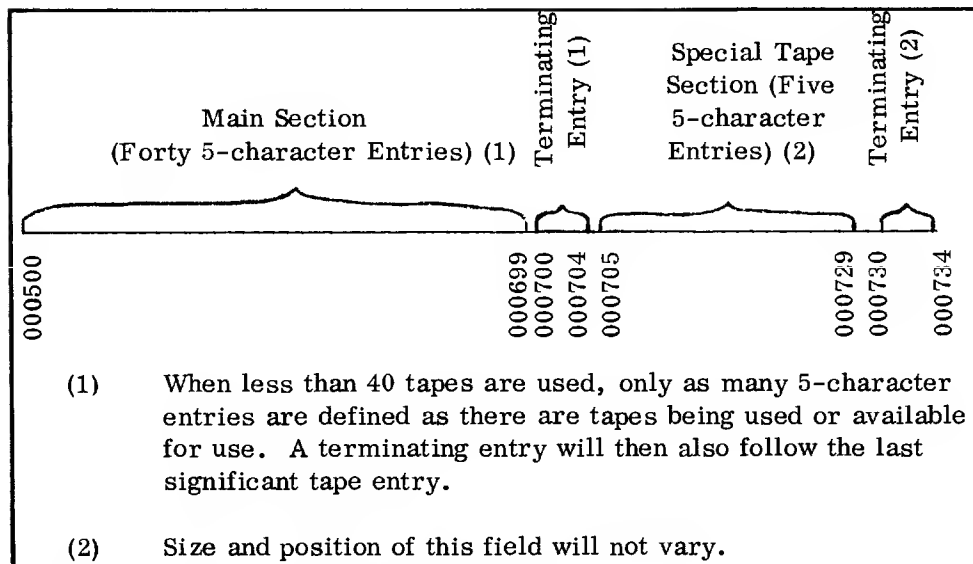 Main Section
(Forty 5-character Entries) (1)
Terminating
Entry (1)
Special Tape
Section (Five
5-character
Entries) (2)
Terminating
Entry (2)
000500
000699
000700
000704
000705
000729
000730
000734
(1) When less than 40 tapes are used, only as many 5-character
entries are defined as there are tapes being used or available
for use. A terminating entry will then also follow the last
significant tape entry.
(2) Size and position of this field will not vary.